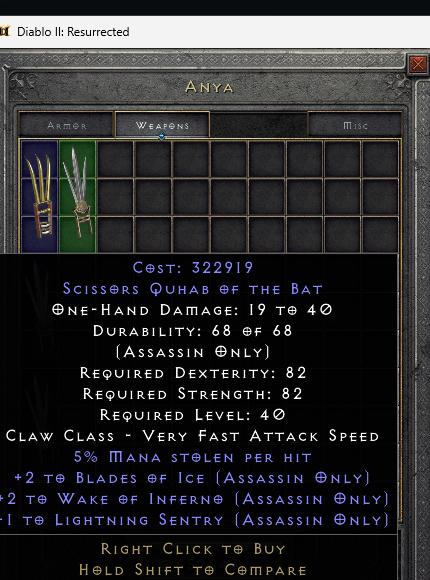 Diablo II: Resurrected
Anya
Armor
Weapons
Misc
Cost: 322919
Scissors Quhab of the Bat
One-Hand Damage: 19 to 40
Durability: 68 of 68
(Assassin Only)
Required Dexterity: 82
Required Strength: 82
Required Level: 40
Claw Class - Very Fast Attack Speed
5% Mana stolen per hit
+2 to Blades of Ice (Assassin Only)
+2 to Wake of Inferno (Assassin Only)
+1 to Lightning Sentry (Assassin Only)
Right Click to Buy
Hold Shift to Compare